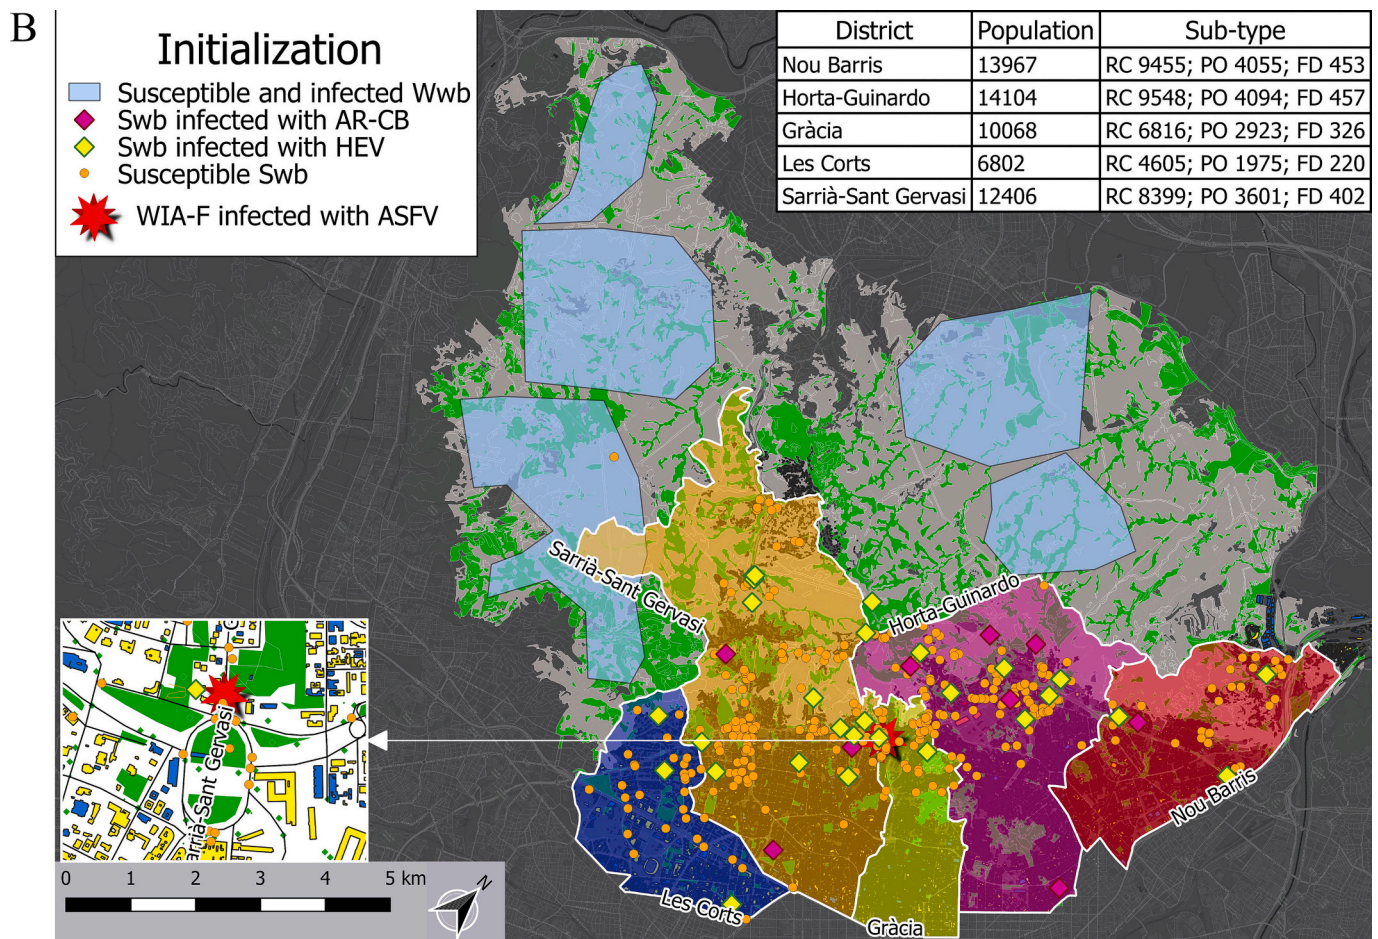 B
Initialization
Susceptible and infected Wwb
Swb infected with AR-CB
Swb infected with HEV
Susceptible Swb
WIA-F infected with ASFV
District Population Sub-type
Nou Barris 13967 RC 9455; PO 4055; FD 453
Horta-Guinardo 14104 RC 9548; PO 4094; FD 457
Gràcia 10068 RC 6816; PO 2923; FD 326
Les Corts 6802 RC 4605; PO 1975; FD 220
Sarrià-Sant Gervasi 12406 RC 8399; PO 3601; FD 402
Sarrià-Sant Gervasi
Horta-Guinardo
Nou Barris
Les Corts
Gràcia
arrià-Sant Gervasi
0 1 2 3 4 5 km
N